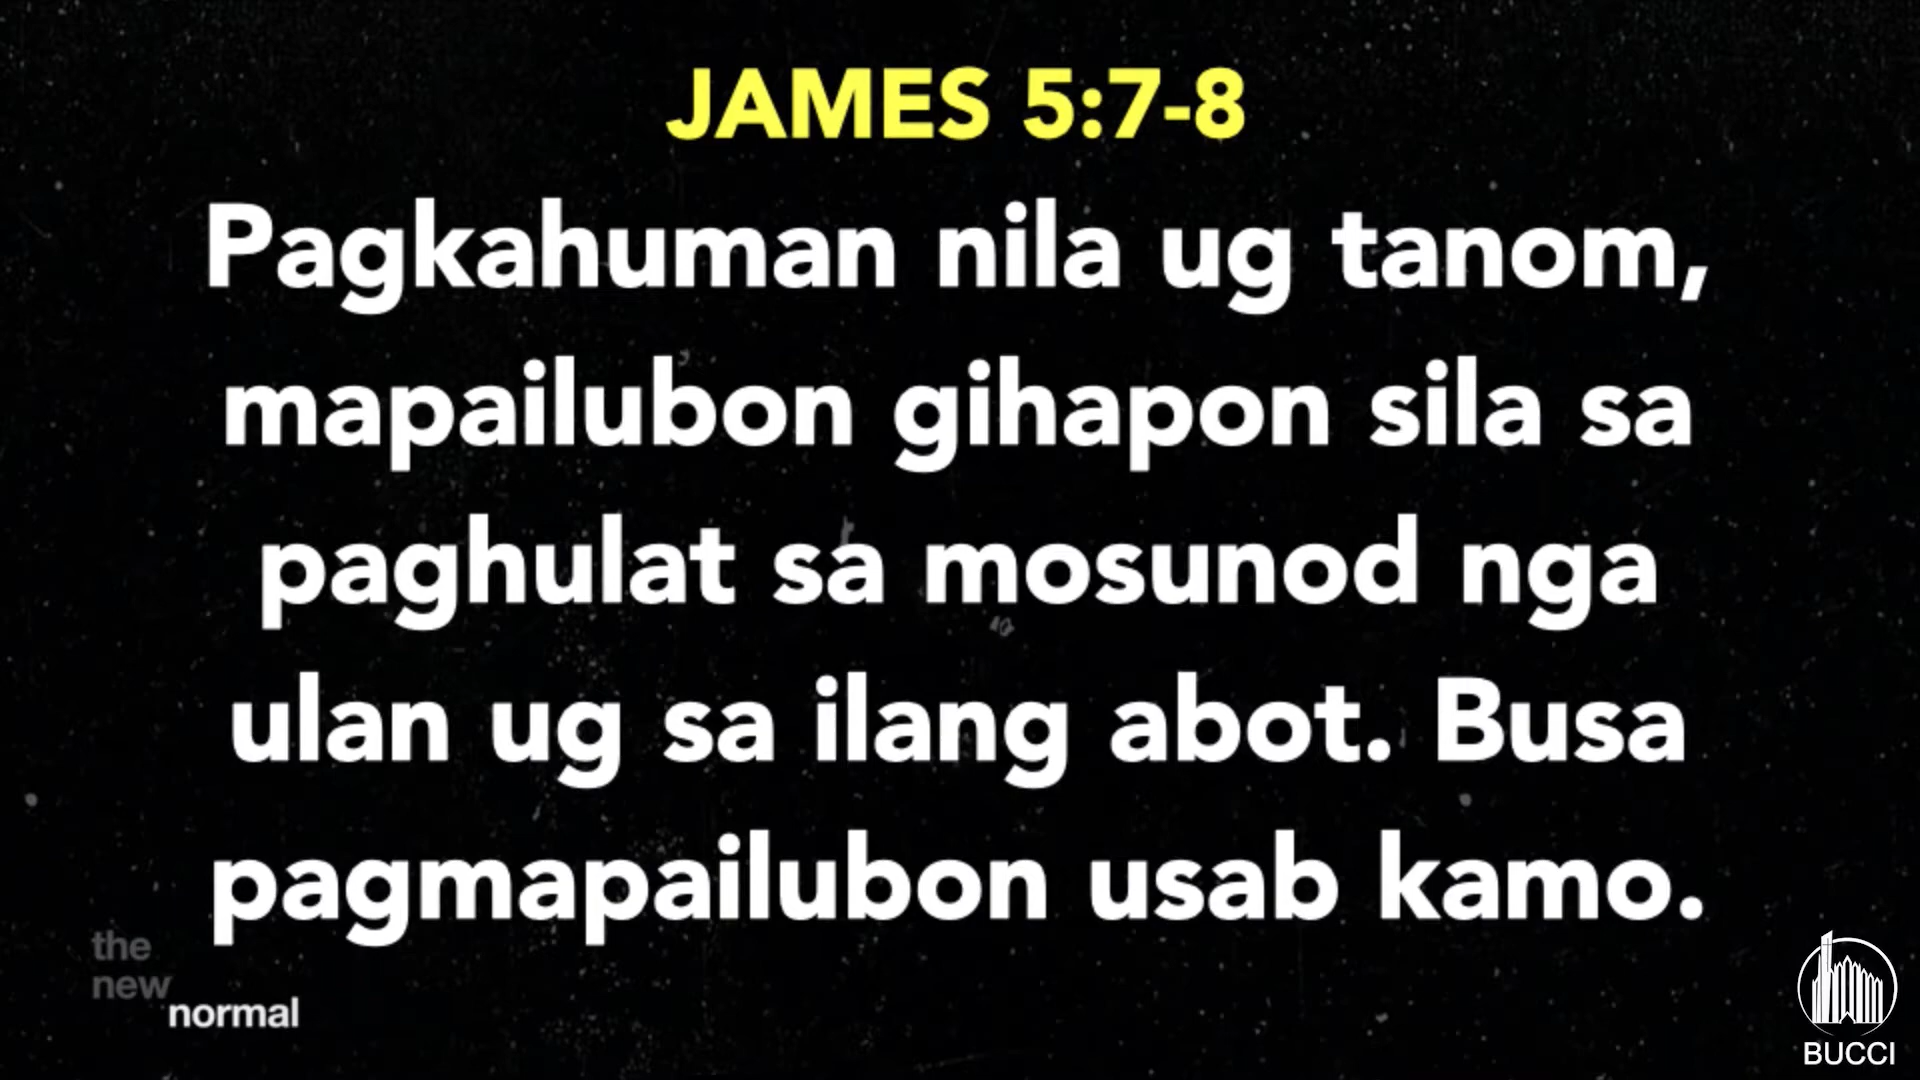 JAMES 5:7-8
Pagkahuman nila ug tanom,
mapailubon gihapon sila sa
paghulat sa mosunod nga
ulan ug sa ilang abot. Busa
pagmapailubon usab kamo.
the
new
normal
BUCCI